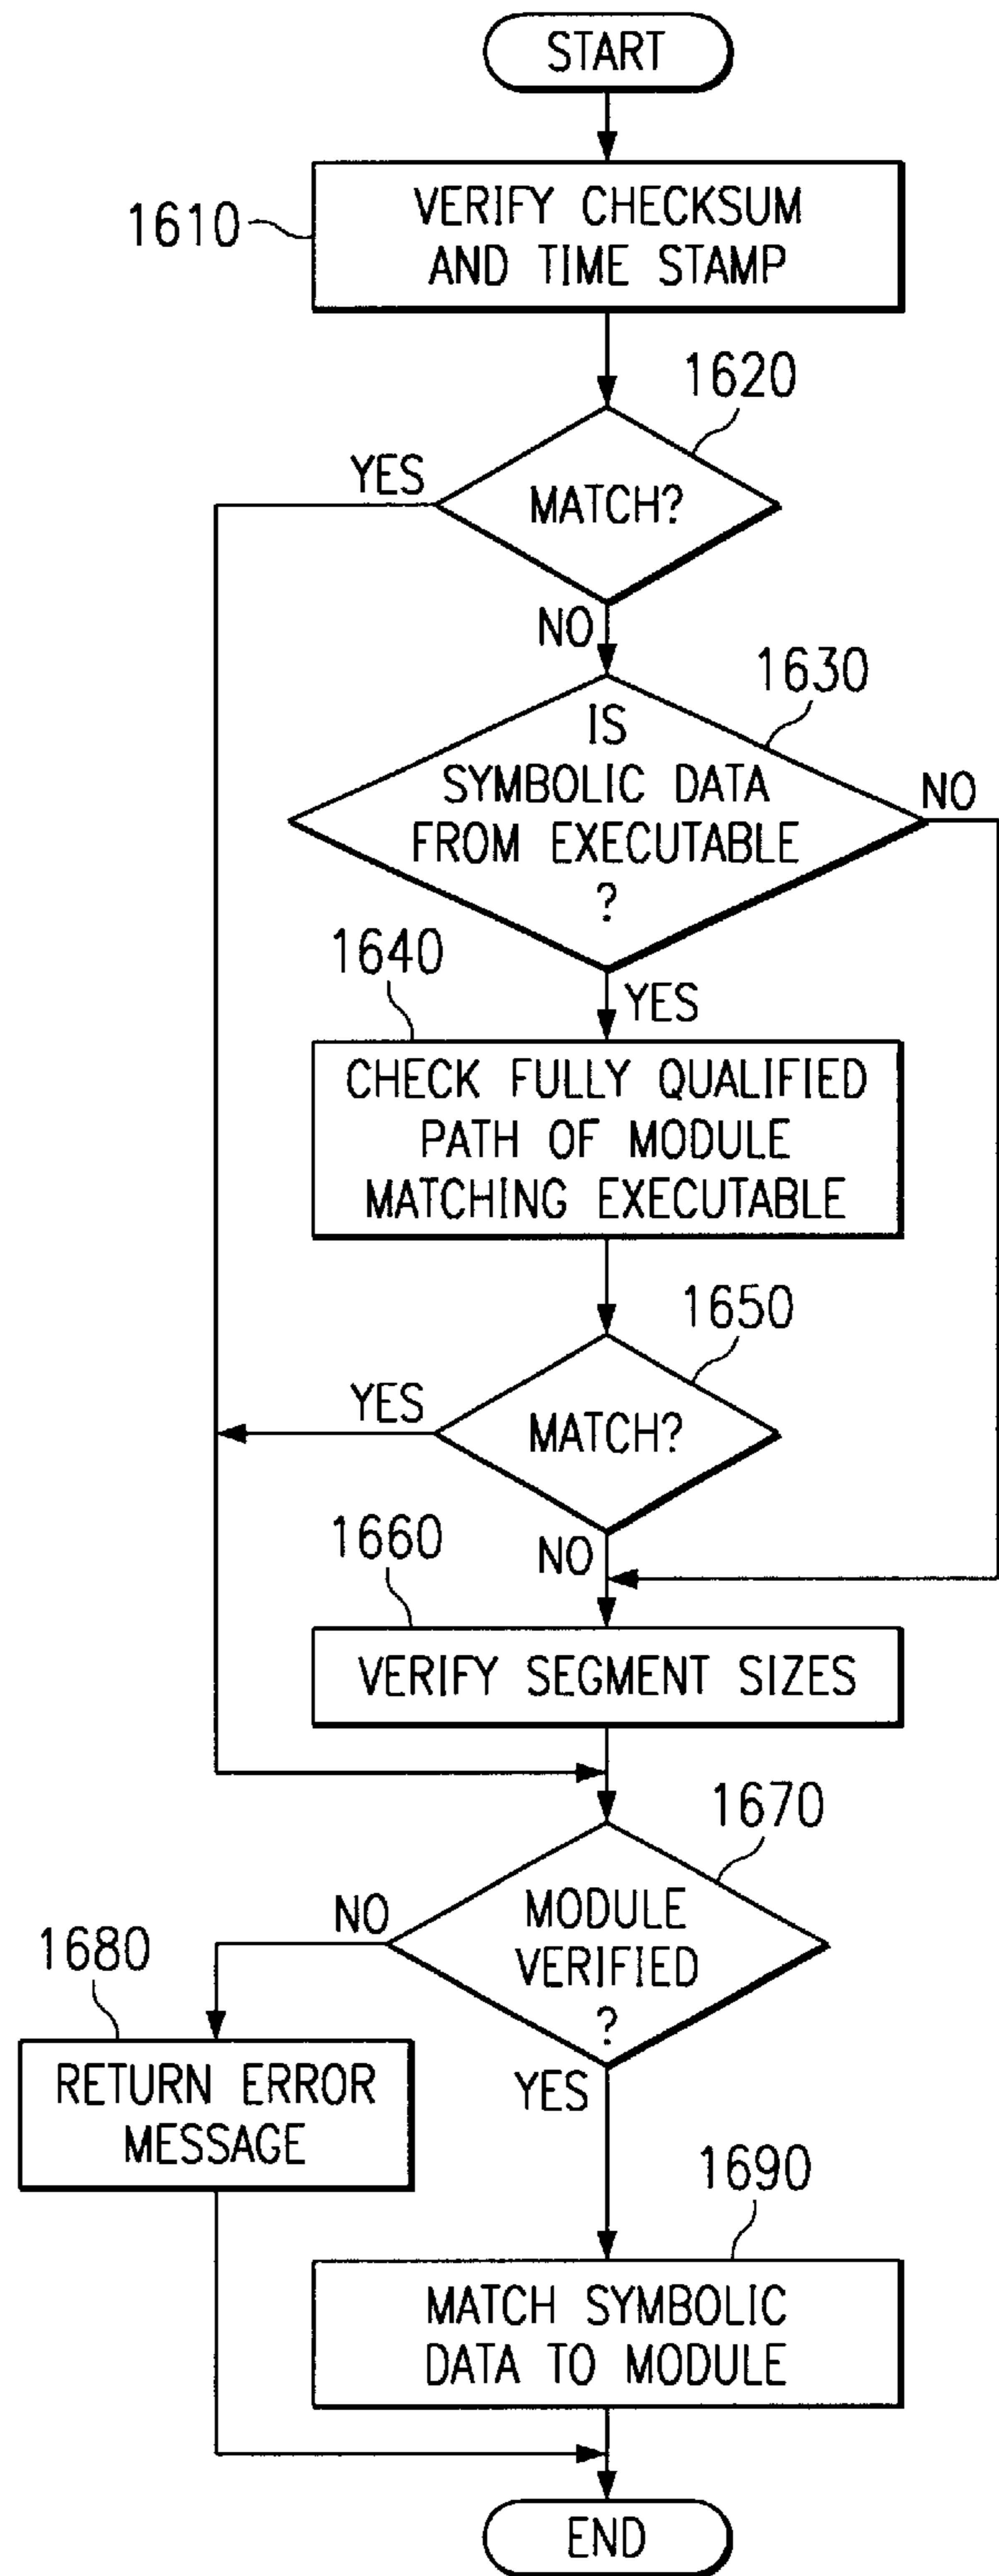 START
1610
VERIFY CHECKSUM
AND TIME STAMP
1620
YES
MATCH?
NO
1630
IS
SYMBOLIC DATA
FROM EXECUTABLE
?
NO
1640
YES
CHECK FULLY QUALIFIED
PATH OF MODULE
MATCHING EXECUTABLE
1650
YES
MATCH?
NO
1660
VERIFY SEGMENT SIZES
1670
NO
MODULE
VERIFIED
?
1680
YES
RETURN ERROR
MESSAGE
1690
MATCH SYMBOLIC
DATA TO MODULE
END